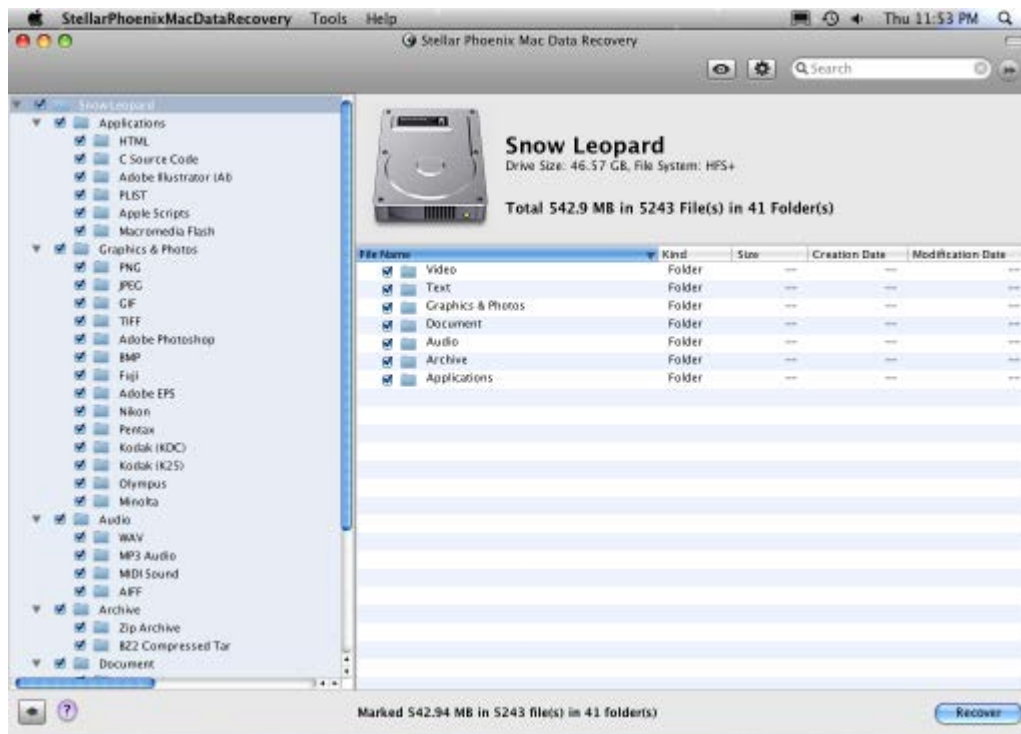 StellarPhoenixMacDataRecovery Tools Help Thu 11:53 PM
Stellar Phoenix Mac Data Recovery
Search
SnowLeopard
Applications
HTML
C Source Code
Adobe Illustrator (AI)
PLIST
Apple Scripts
Macromedia Flash
Graphics & Photos
PNG
JPEG
GIF
TIFF
Adobe Photoshop
BMP
Fuji
Adobe EPS
Nikon
Pentax
Kodak (KDC)
Kodak (K25)
Olympus
Minolta
Audio
WAV
MP3 Audio
MIDI Sound
AIFF
Archive
Zip Archive
BZ2 Compressed Tar
Document
Snow Leopard
Drive Size: 46.57 GB, File System: HFS+
Total 542.9 MB in 5243 File(s) in 41 Folder(s)
File Name Kind Size Creation Date Modification Date
Video Folder -- -- --
Text Folder -- -- --
Graphics & Photos Folder -- -- --
Document Folder -- -- --
Audio Folder -- -- --
Archive Folder -- -- --
Applications Folder -- -- --
? Marked 542.94 MB in 5243 file(s) in 41 folder(s) Recover